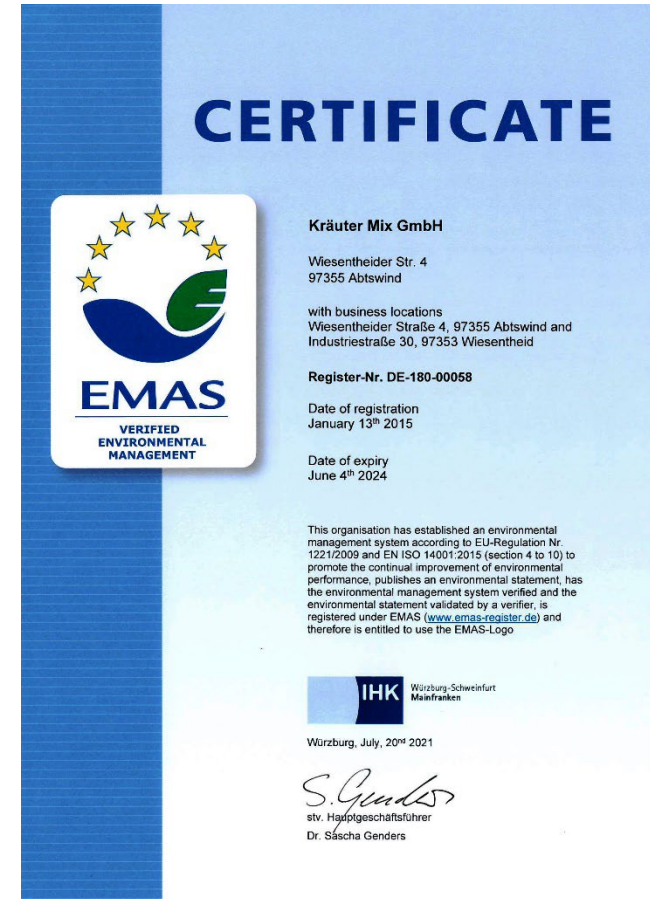 CERTIFICATE
EMAS
VERIFIED
ENVIRONMENTAL
MANAGEMENT
Kräuter Mix GmbH
Wiesentheider Str. 4
97355 Abtswind
with business locations
Wiesentheider Straße 4, 97355 Abtswind and
Industriestraße 30, 97353 Wiesentheid
Register-Nr. DE-180-00058
Date of registration
January 13th 2015
Date of expiry
June 4th 2024
This organisation has established an environmental
management system according to EU-Regulation Nr.
1221/2009 and EN ISO 14001:2015 (section 4 to 10) to
promote the continual improvement of environmental
performance, publishes an environmental statement, has
the environmental management system verified and the
environmental statement validated by a verifier, is
registered under EMAS (www.emas-register.de) and
therefore is entitled to use the EMAS-Logo
IHK
Würzburg-Schweinfurt
Mainfranken
Würzburg, July, 20nd 2021
S. Genders
stv. Hauptgeschäftsführer
Dr. Sascha Genders